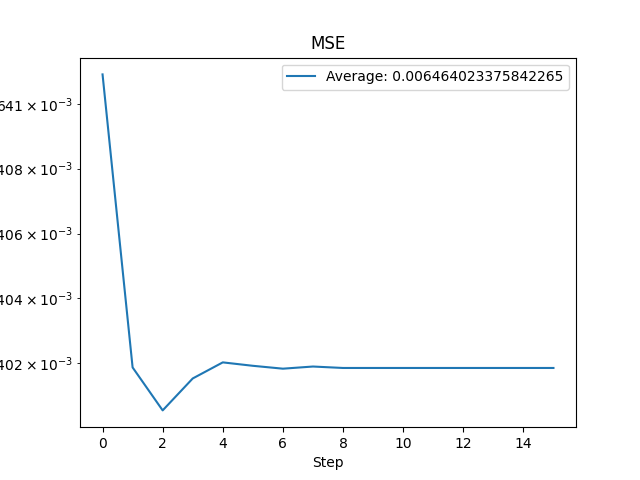 MSE
Average: 0.006464023375842265
641 × 10⁻³
408 × 10⁻³
406 × 10⁻³
404 × 10⁻³
402 × 10⁻³
0 2 4 6 8 10 12 14
Step